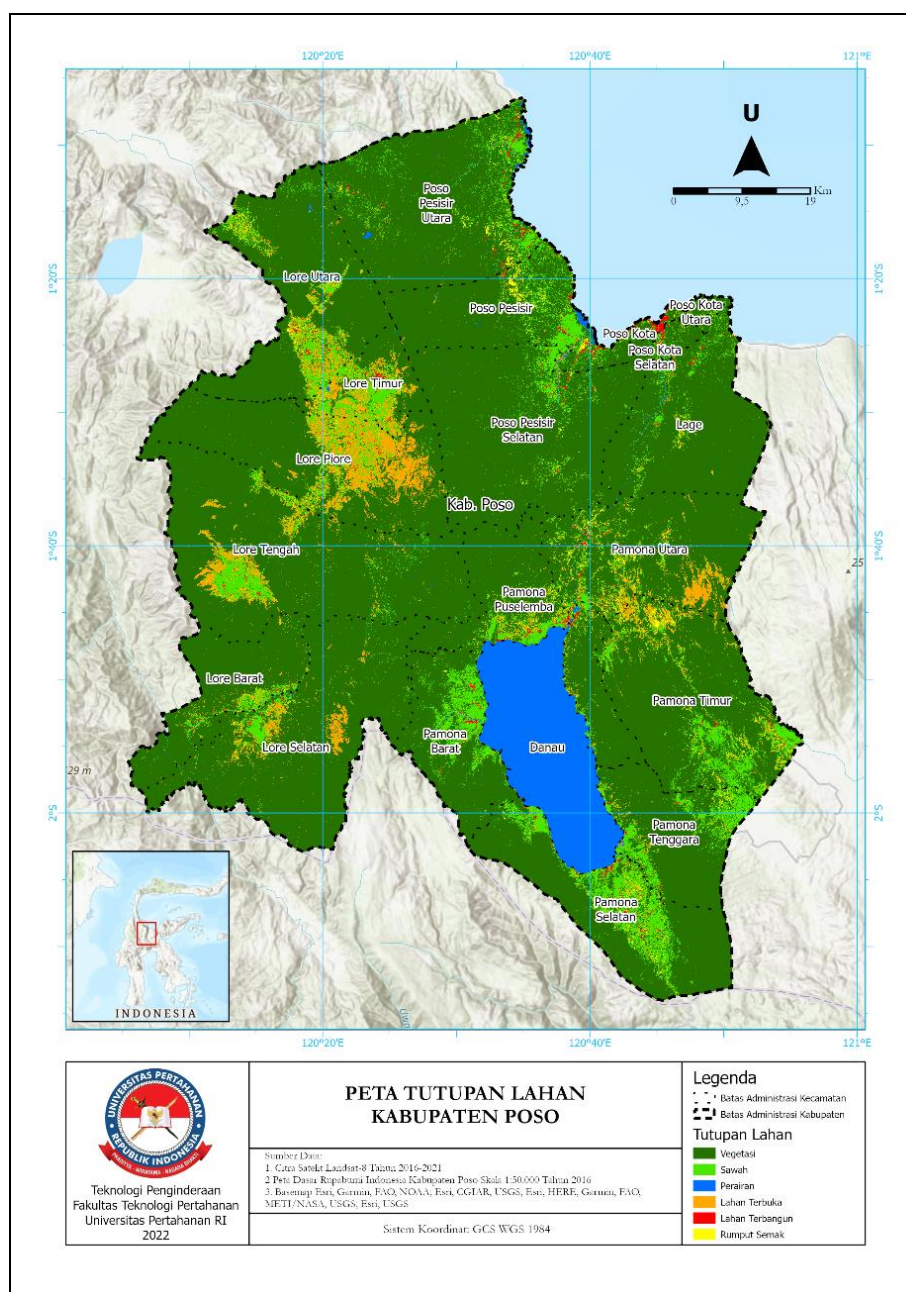 120°20'E 120°40'E 121°E
U
Km
0 9,5 19
Poso
Pesisir
Utara
1°20'S
1°20'S
Lore Utara
Poso Pesisir
Poso Kota
Utara
Poso Kota
Poso Kota
Selatan
Lore Timur
Poso Pesisir
Selatan
Lage
Lore Piore
Kab. Poso
1°40'S
1°40'S
Lore Tengah
Pamona Utara
25
Pamona
Puselemba
Lore Barat
Pamona Timur
Lore Selatan
Pamona
Barat
Danau
29 m
2°S
2°S
Pamona
Tenggara
Pamona
Selatan
INDONESIA
120°20'E 120°40'E 121°E
UNIVERSITAS PERTAHANAN
REPUBLIK INDONESIA
Teknologi Penginderaan
Fakultas Teknologi Pertahanan
Universitas Pertahanan RI
2022
PETA TUTUPAN LAHAN
KABUPATEN POSO
Sumber Data:
1. Citra Satelit Landsat-8 Tahun 2016-2021
2 Peta Dasar Rupabumi Indonesia Kabupaten Poso Skala 1:50.000 Tahun 2016
3. Basemap Esri, Garmin, FAO, NOAA, Esri, CGIAR, USGS, Esri, HERE, Garmin, FAO,
METI/NASA, USGS, Esri, USGS
Sistem Koordinat: GCS WGS 1984
Legenda
Batas Administrasi Kecamatan
Batas Administrasi Kabupaten
Tutupan Lahan
Vegetasi
Sawah
Perairan
Lahan Terbuka
Lahan Terbangun
Rumput Semak